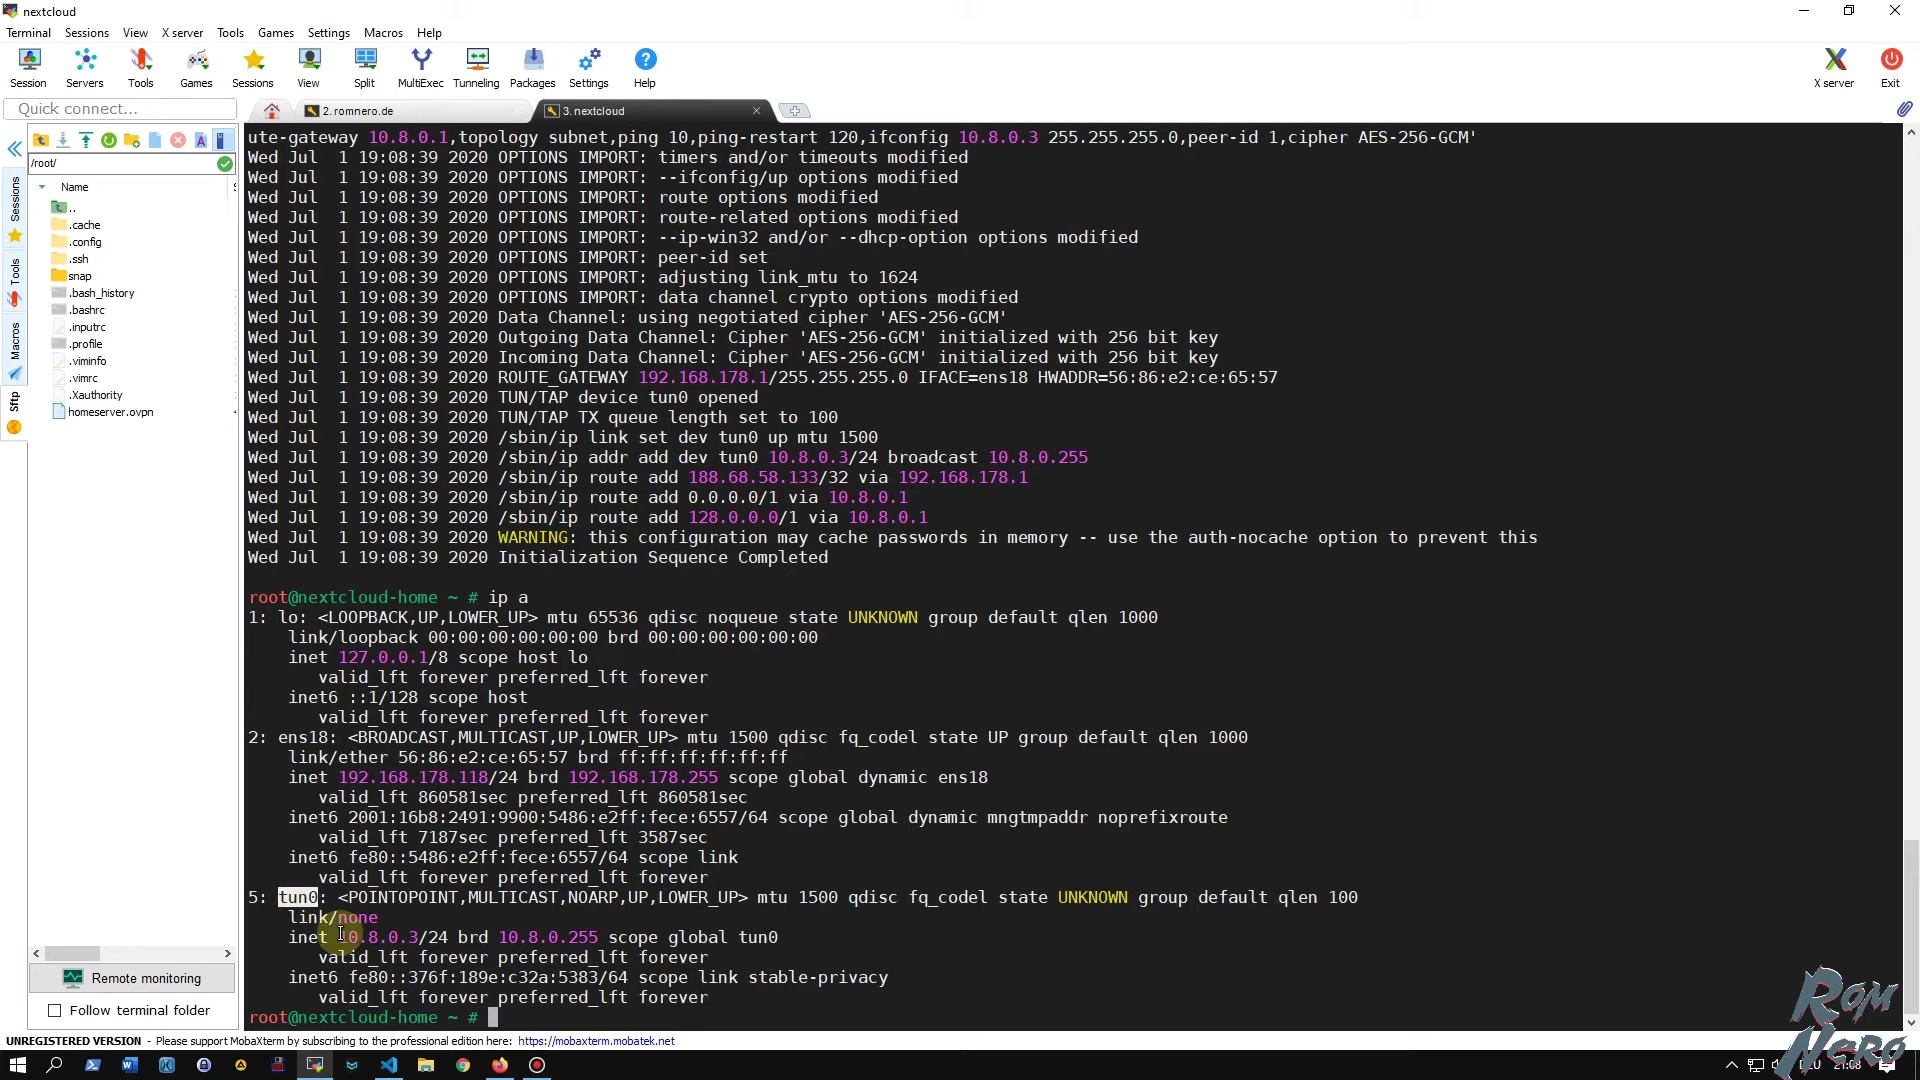 nextcloud
Terminal Sessions View X server Tools Games Settings Macros Help
Session Servers Tools Games Sessions View Split MultiExec Tunneling Packages Settings Help X server Exit
Quick connect...
2. romnero.de
3. nextcloud
/root/
Name
..
.cache
.config
.ssh
snap
.bash_history
.bashrc
.inputrc
.profile
.viminfo
.vimrc
.Xauthority
homeserver.ovpn
Sessions
Tools
Macros
Sftp
Remote monitoring
Follow terminal folder
ute-gateway 10.8.0.1,topology subnet,ping 10,ping-restart 120,ifconfig 10.8.0.3 255.255.255.0,peer-id 1,cipher AES-256-GCM'
Wed Jul  1 19:08:39 2020 OPTIONS IMPORT: timers and/or timeouts modified
Wed Jul  1 19:08:39 2020 OPTIONS IMPORT: --ifconfig/up options modified
Wed Jul  1 19:08:39 2020 OPTIONS IMPORT: route options modified
Wed Jul  1 19:08:39 2020 OPTIONS IMPORT: route-related options modified
Wed Jul  1 19:08:39 2020 OPTIONS IMPORT: --ip-win32 and/or --dhcp-option options modified
Wed Jul  1 19:08:39 2020 OPTIONS IMPORT: peer-id set
Wed Jul  1 19:08:39 2020 OPTIONS IMPORT: adjusting link_mtu to 1624
Wed Jul  1 19:08:39 2020 OPTIONS IMPORT: data channel crypto options modified
Wed Jul  1 19:08:39 2020 Data Channel: using negotiated cipher 'AES-256-GCM'
Wed Jul  1 19:08:39 2020 Outgoing Data Channel: Cipher 'AES-256-GCM' initialized with 256 bit key
Wed Jul  1 19:08:39 2020 Incoming Data Channel: Cipher 'AES-256-GCM' initialized with 256 bit key
Wed Jul  1 19:08:39 2020 ROUTE_GATEWAY 192.168.178.1/255.255.255.0 IFACE=ens18 HWADDR=56:86:e2:ce:65:57
Wed Jul  1 19:08:39 2020 TUN/TAP device tun0 opened
Wed Jul  1 19:08:39 2020 TUN/TAP TX queue length set to 100
Wed Jul  1 19:08:39 2020 /sbin/ip link set dev tun0 up mtu 1500
Wed Jul  1 19:08:39 2020 /sbin/ip addr add dev tun0 10.8.0.3/24 broadcast 10.8.0.255
Wed Jul  1 19:08:39 2020 /sbin/ip route add 188.68.58.133/32 via 192.168.178.1
Wed Jul  1 19:08:39 2020 /sbin/ip route add 0.0.0.0/1 via 10.8.0.1
Wed Jul  1 19:08:39 2020 /sbin/ip route add 128.0.0.0/1 via 10.8.0.1
Wed Jul  1 19:08:39 2020 WARNING: this configuration may cache passwords in memory -- use the auth-nocache option to prevent this
Wed Jul  1 19:08:39 2020 Initialization Sequence Completed
root@nextcloud-home ~ # ip a
1: lo: <LOOPBACK,UP,LOWER_UP> mtu 65536 qdisc noqueue state UNKNOWN group default qlen 1000
link/loopback 00:00:00:00:00:00 brd 00:00:00:00:00:00
inet 127.0.0.1/8 scope host lo
valid_lft forever preferred_lft forever
inet6 ::1/128 scope host
valid_lft forever preferred_lft forever
2: ens18: <BROADCAST,MULTICAST,UP,LOWER_UP> mtu 1500 qdisc fq_codel state UP group default qlen 1000
link/ether 56:86:e2:ce:65:57 brd ff:ff:ff:ff:ff:ff
inet 192.168.178.118/24 brd 192.168.178.255 scope global dynamic ens18
valid_lft 860581sec preferred_lft 860581sec
inet6 2001:16b8:2491:9900:5486:e2ff:fece:6557/64 scope global dynamic mngtmpaddr noprefixroute
valid_lft 7187sec preferred_lft 3587sec
inet6 fe80::5486:e2ff:fece:6557/64 scope link
valid_lft forever preferred_lft forever
5: tun0: <POINTOPOINT,MULTICAST,NOARP,UP,LOWER_UP> mtu 1500 qdisc fq_codel state UNKNOWN group default qlen 100
link/none
inet 10.8.0.3/24 brd 10.8.0.255 scope global tun0
valid_lft forever preferred_lft forever
inet6 fe80::376f:189e:c32a:5383/64 scope link stable-privacy
valid_lft forever preferred_lft forever
root@nextcloud-home ~ #
UNREGISTERED VERSION - Please support MobaXterm by subscribing to the professional edition here: https://mobaxterm.mobatek.net
21:08
Rom
Nero